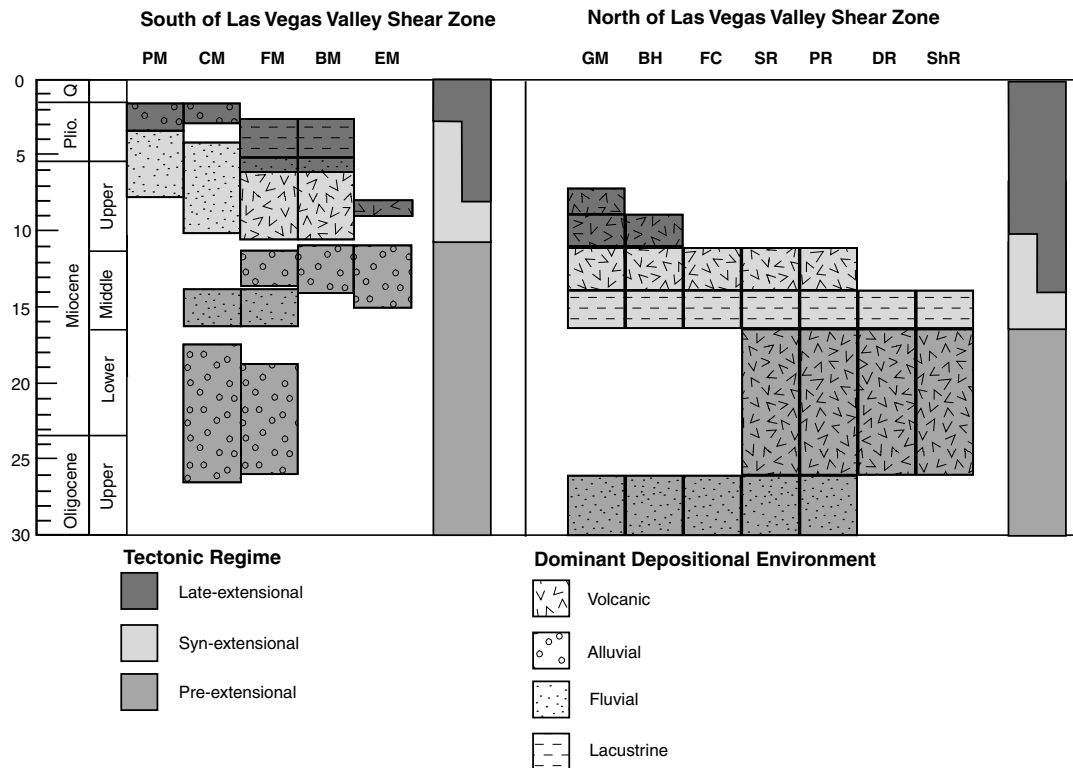 South of Las Vegas Valley Shear Zone
North of Las Vegas Valley Shear Zone
PM CM FM BM EM
GM BH FC SR PR DR ShR
0
5
10
15
20
25
30
Q
Plio.
Miocene
Oligocene
Upper
Middle
Lower
Upper
Tectonic Regime
Late-extensional
Syn-extensional
Pre-extensional
Dominant Depositional Environment
Volcanic
Alluvial
Fluvial
Lacustrine